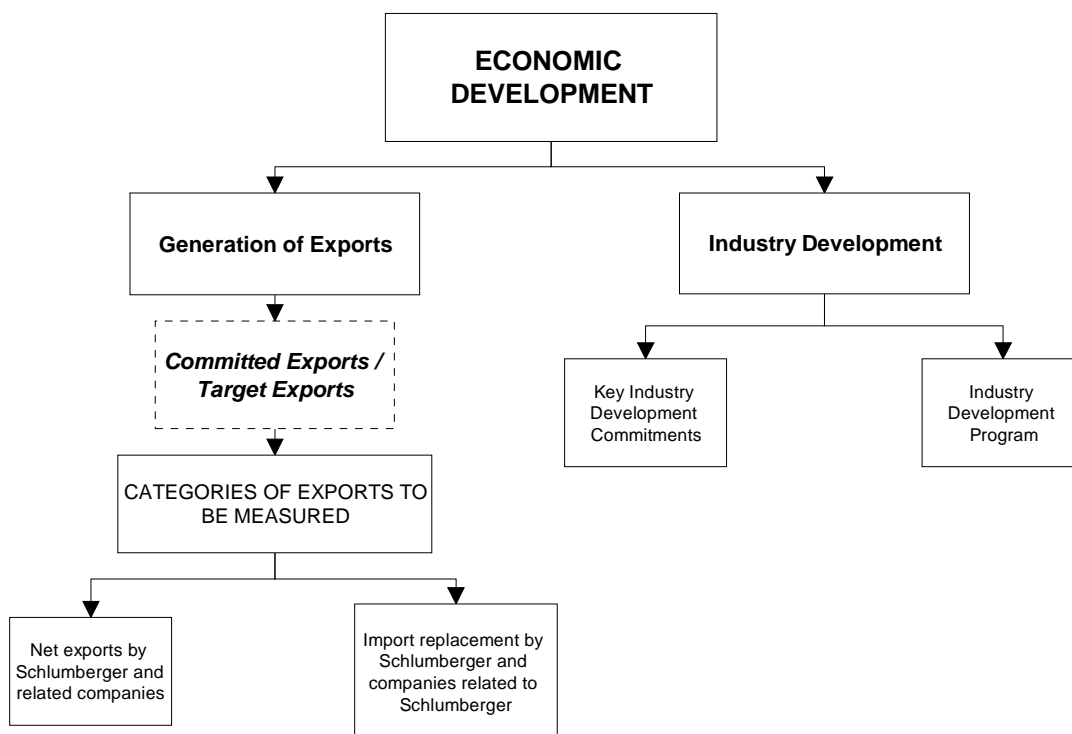 ECONOMIC
DEVELOPMENT
Generation of Exports
Industry Development
Committed Exports /
Target Exports
Key Industry
Development
Commitments
Industry
Development
Program
CATEGORIES OF EXPORTS TO
BE MEASURED
Net exports by
Schlumberger and
related companies
Import replacement by
Schlumberger and
companies related to
Schlumberger